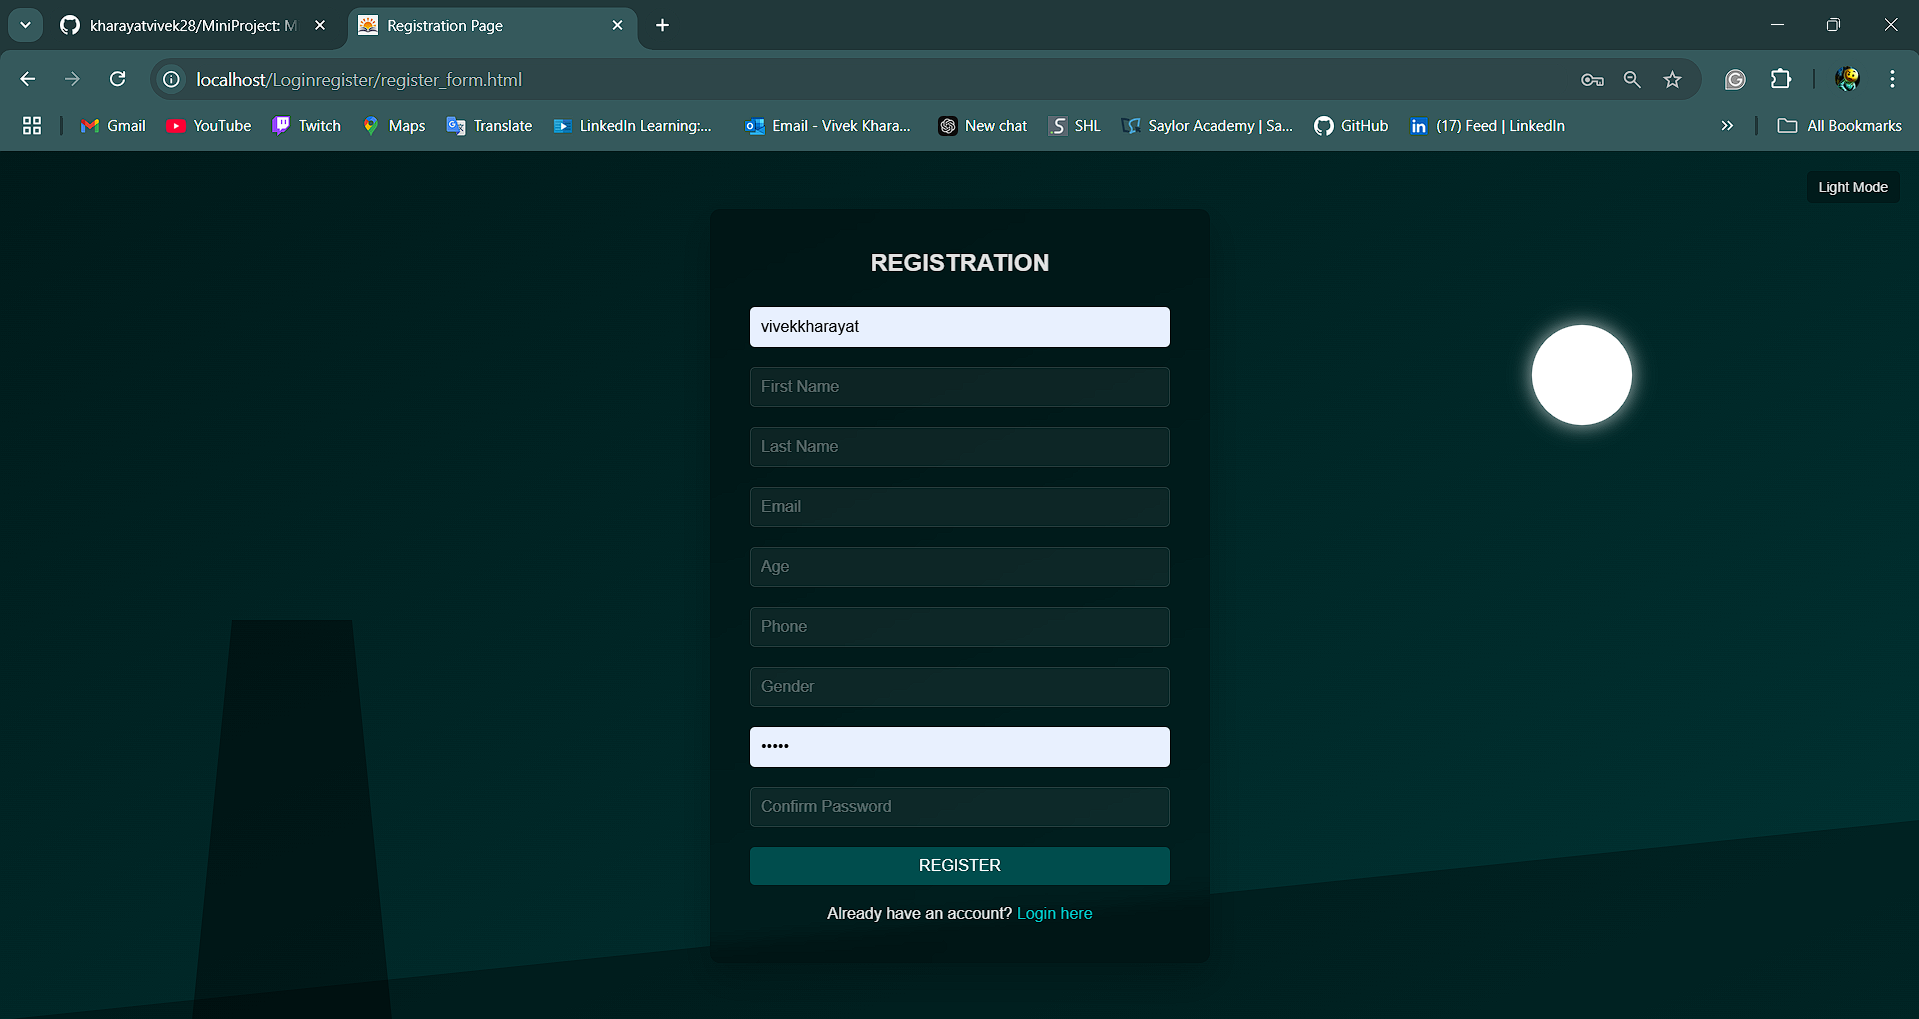 kharayatvivek28/MiniProject: M
Registration Page
localhost/Loginregister/register_form.html
Gmail
YouTube
Twitch
Maps
Translate
LinkedIn Learning:...
Email - Vivek Khara...
New chat
SHL
Saylor Academy | Sa...
GitHub
(17) Feed | LinkedIn
All Bookmarks
Light Mode
REGISTRATION
vivekkharayat
First Name
Last Name
Email
Age
Phone
Gender
•••••
Confirm Password
REGISTER
Already have an account? Login here